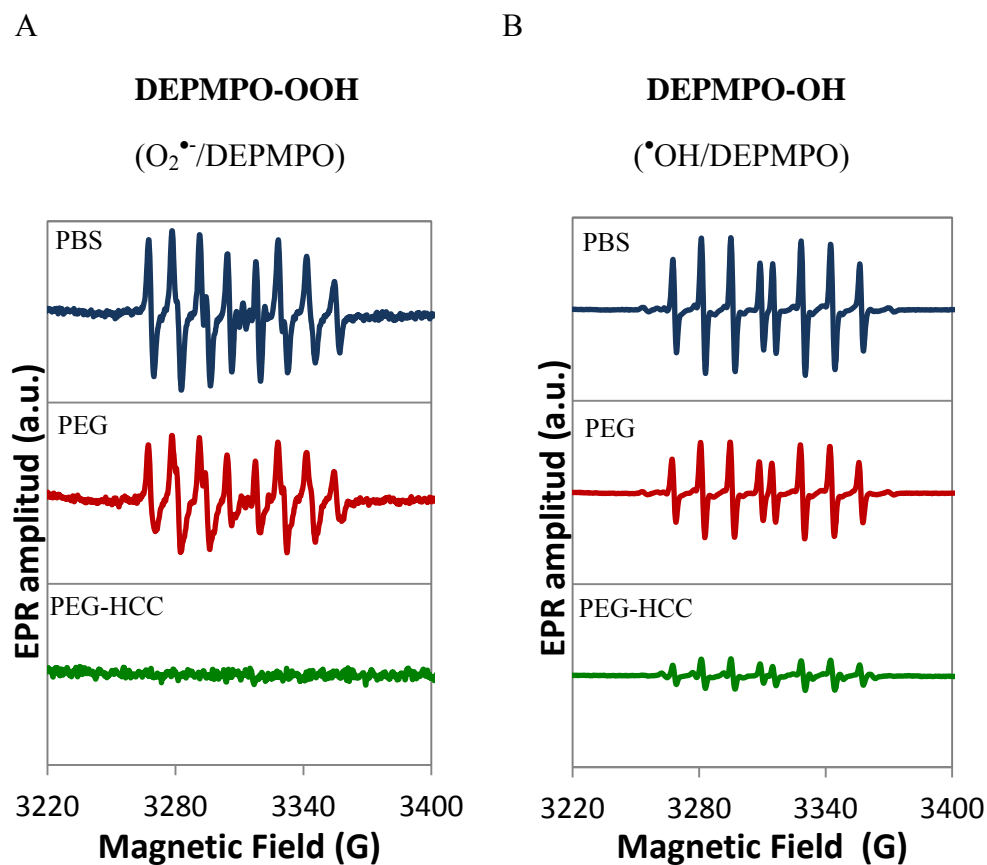 A
DEPMPO-OOH
(O₂•-/DEPMPO)
PBS
PEG
PEG-HCC
EPR amplitud (a.u.)
3220 3280 3340 3400
Magnetic Field (G)
B
DEPMPO-OH
(•OH/DEPMPO)
PBS
PEG
PEG-HCC
EPR amplitud (a.u.)
3220 3280 3340 3400
Magnetic Field (G)